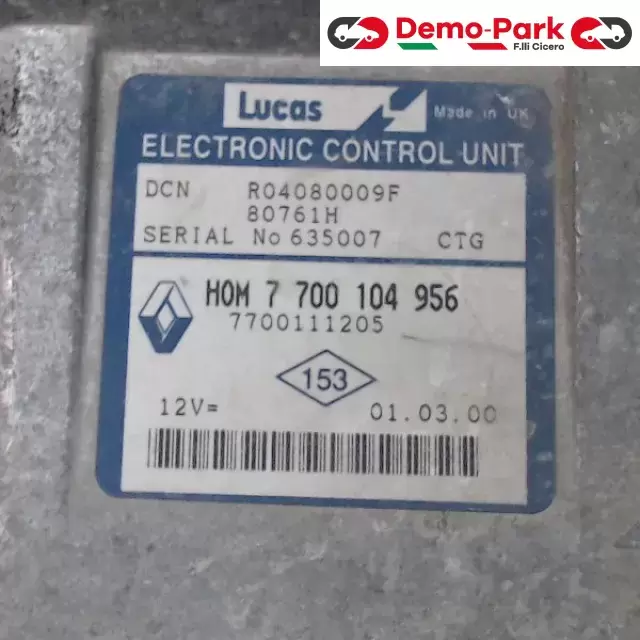 Demo-Park
F.lli Cicero
Lucas
Made in UK
ELECTRONIC CONTROL UNIT
DCN R04080009F
80761H
SERIAL No 635007 CTG
HOM 7 700 104 956
7700111205
153
12V= 01.03.00